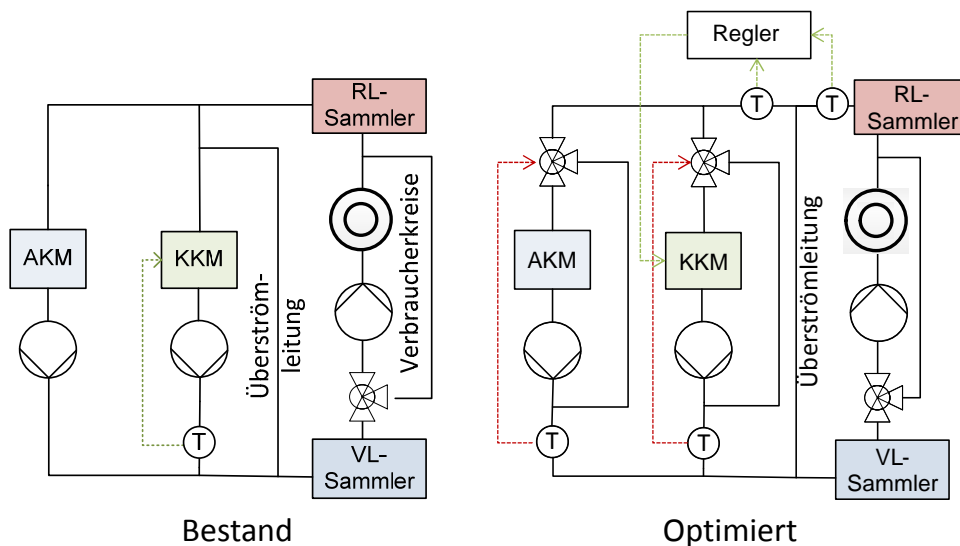 RL-
Sammler
AKM
KKM
Überström-
leitung
Verbraucherkreise
T
VL-
Sammler
Bestand
Regler
T
T
RL-
Sammler
AKM
KKM
Überströmleitung
T
T
VL-
Sammler
Optimiert